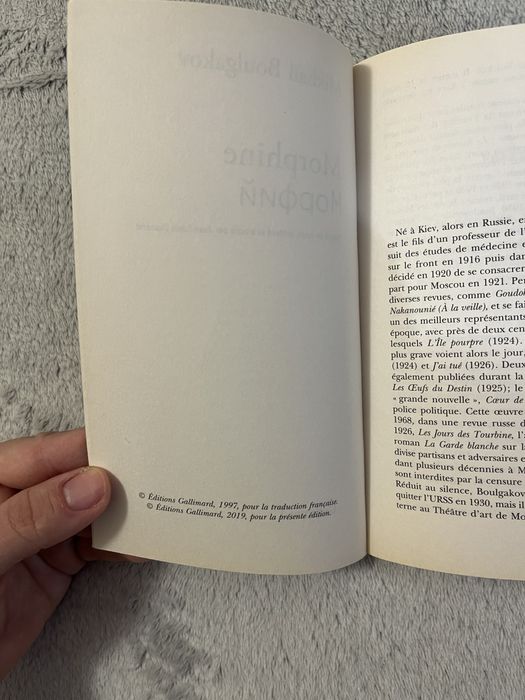 Mikhaïl Boulgakov
Morphine
Морфий
© Éditions Gallimard, 1997, pour la traduction française.
© Éditions Gallimard, 2019, pour la présente édition.
Né à Kiev, alors en Russie, e
est le fils d'un professeur de l'
suit des études de médecine e
sur le front en 1916 puis dan
décidé en 1920 de se consacrer
part pour Moscou en 1921. Pe
diverses revues, comme Goudo
Nakanounié (À la veille), et se fai
un des meilleurs représentants
époque, avec près de deux cen
lesquels L'Île pourpre (1924).
plus grave voient alors le jour,
(1924) et J'ai tué (1926). Deux
également publiées durant la
Les Œufs du Destin (1925); le
« grande nouvelle », Cœur de
police politique. Cette œuvre
1968, dans une revue russe d
1926, Les Jours des Tourbine, l'
roman La Garde blanche sur la
divise partisans et adversaires e
dant plusieurs décennies à M
sont interdites par la censure
Réduit au silence, Boulgakov
quitter l'URSS en 1930, mais il
terne au Théâtre d'art de Mos